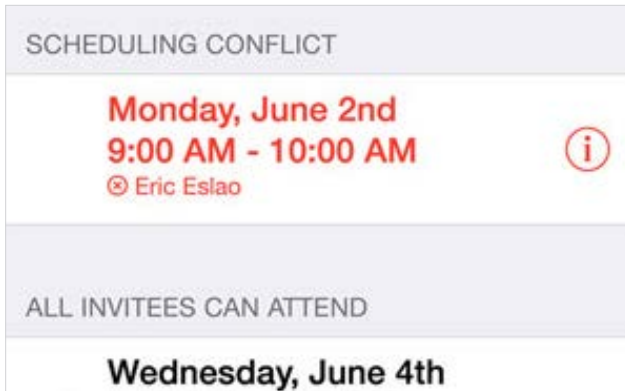 SCHEDULING CONFLICT
Monday, June 2nd
9:00 AM - 10:00 AM
Eric Eslao
ALL INVITEES CAN ATTEND
Wednesday, June 4th